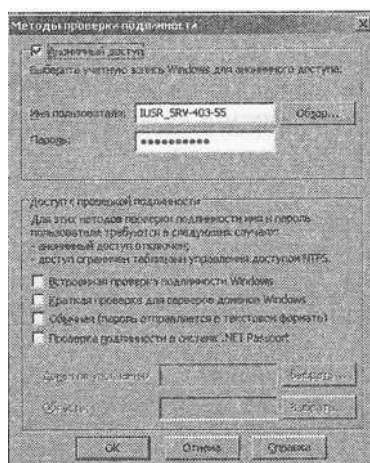 Методы проверки подлинности
Анонимный доступ
Выберите учетную запись Windows для анонимного доступа:
Имя пользователя: IUSR_SRV-403-55 Обзор...
Пароль: ••••••••••
Доступ с проверкой подлинности
Для этих методов проверки подлинности имя и пароль
пользователя требуются в следующих случаях:
- анонимный доступ отключен;
- доступ ограничен таблицами управления доступом NTFS.
Встроенная проверка подлинности Windows
Краткая проверка для серверов доменов Windows
Обычная (пароль отправляется в текстовом формате)
Проверка подлинности в системе .NET Passport
Домен по умолчанию: Выбрать...
Область: Выбрать...
ОК Отмена Справка